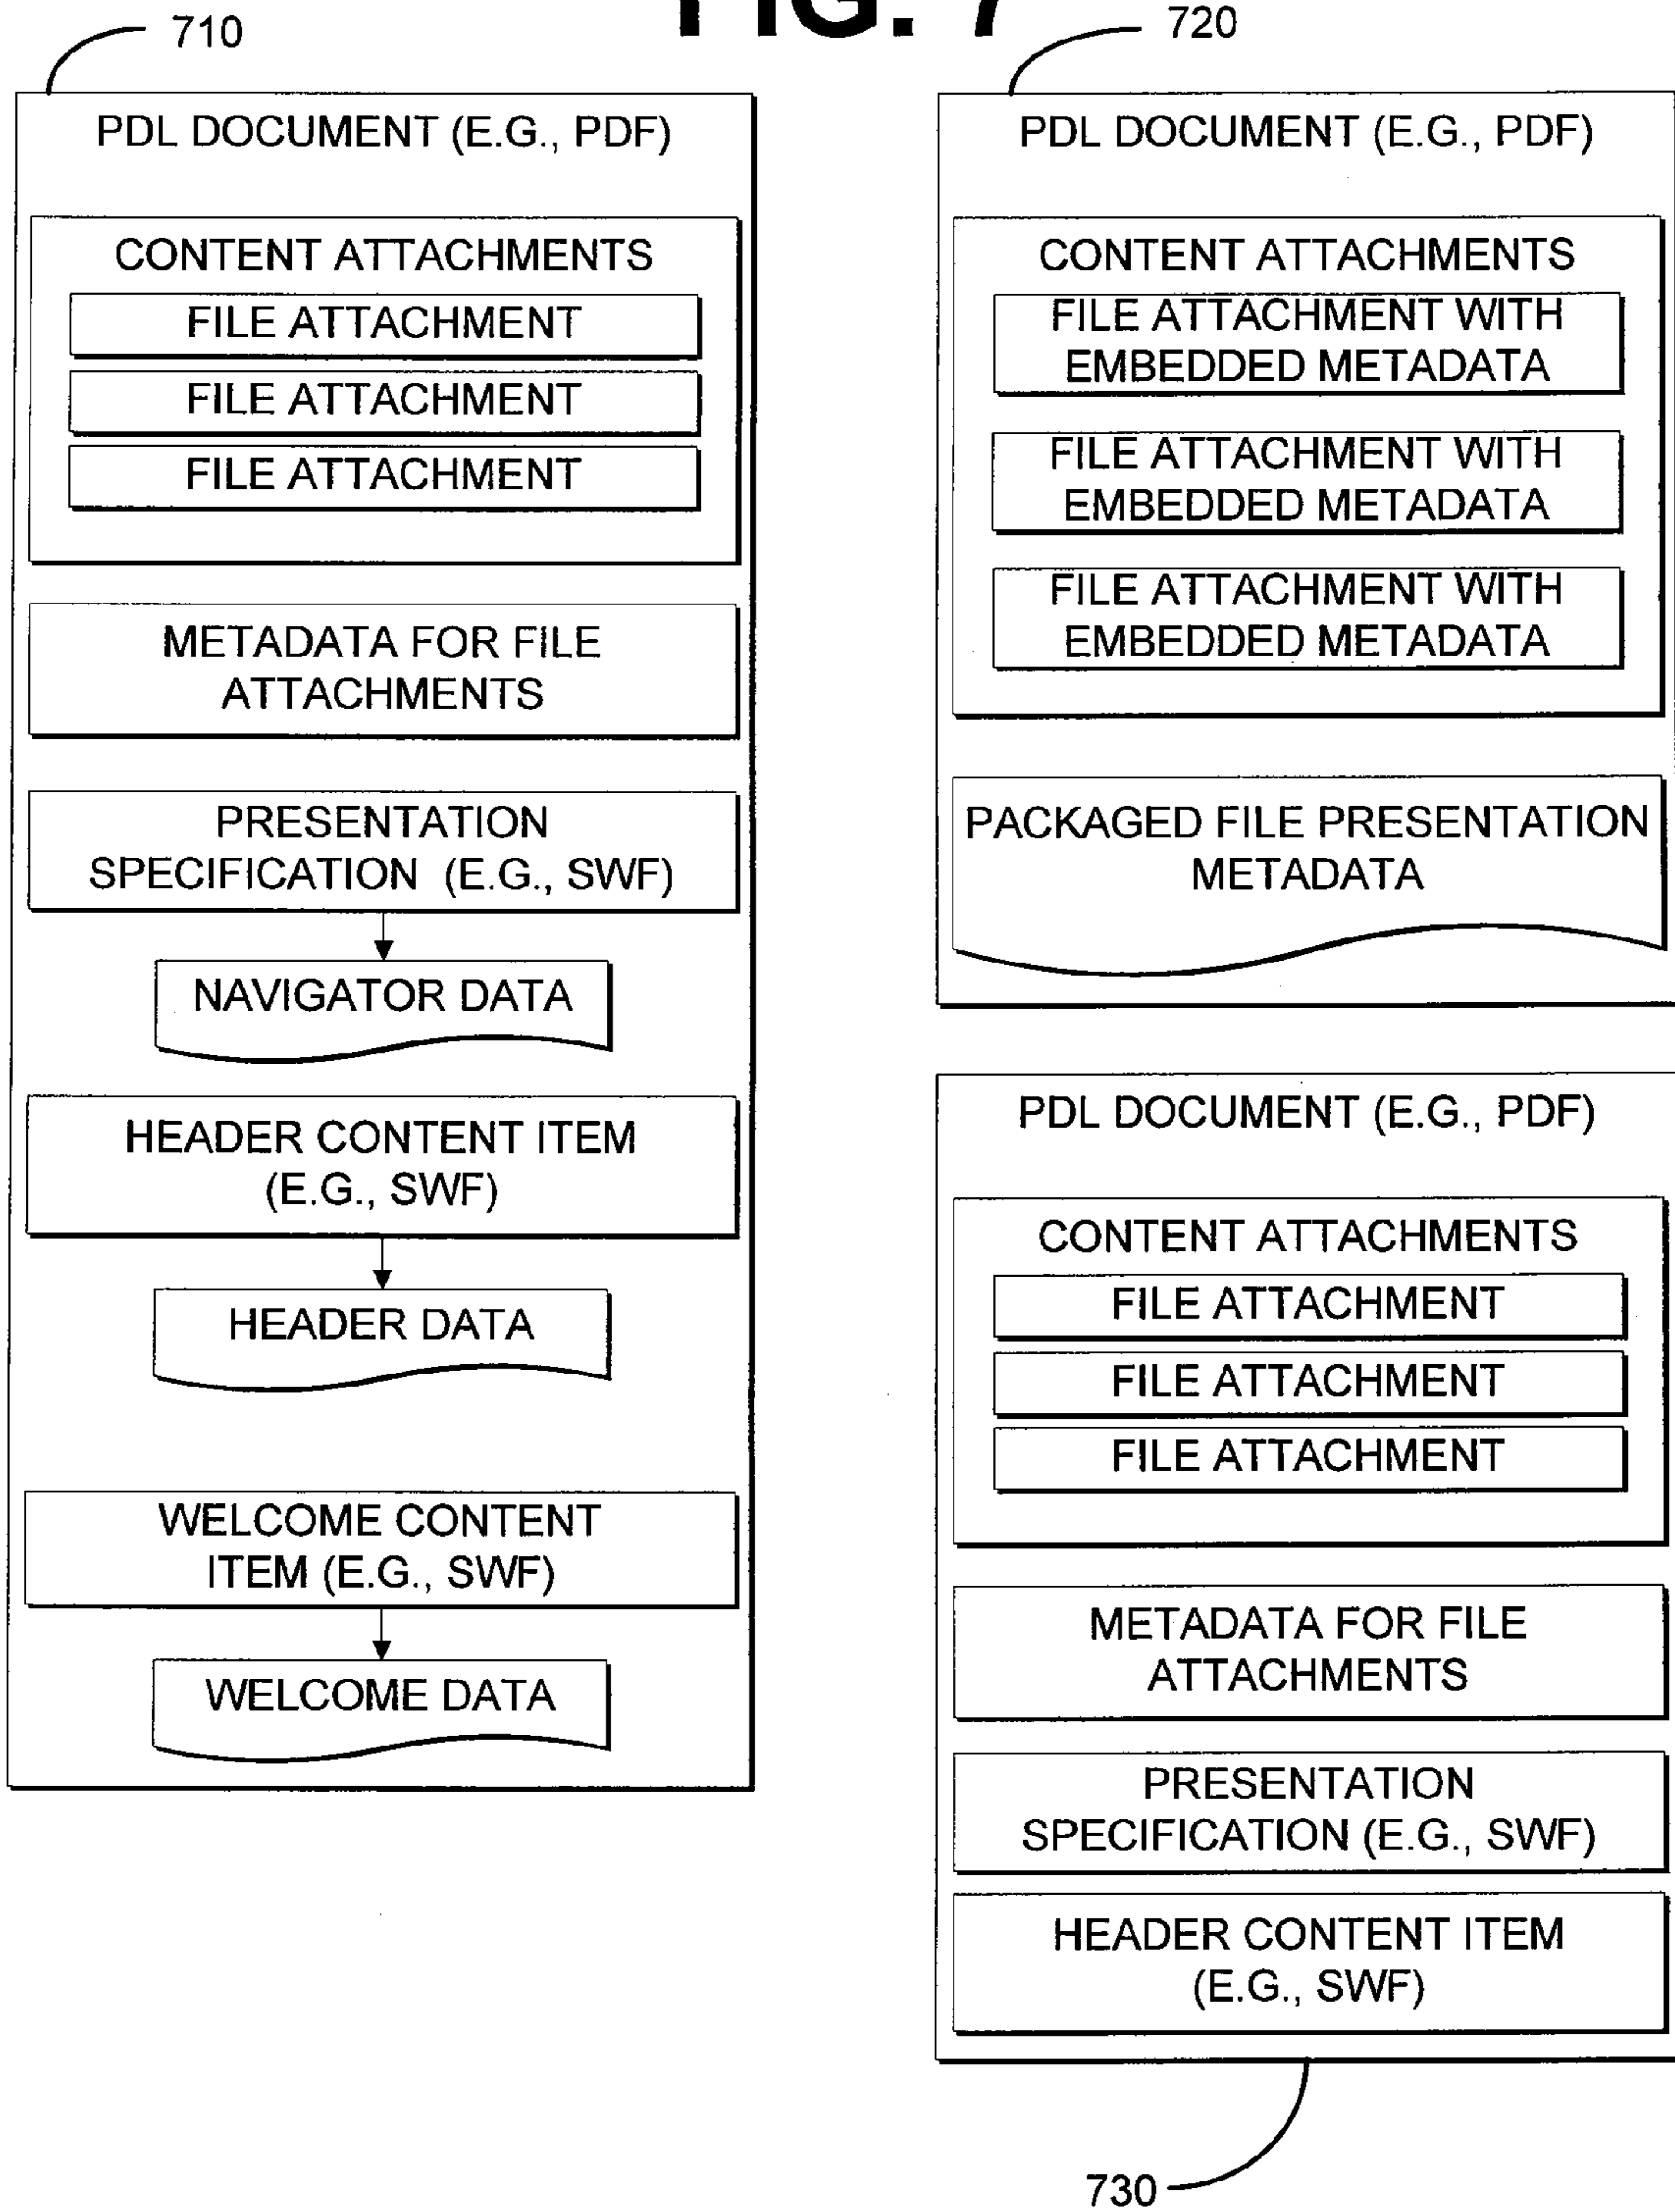 FIG. 7
710
PDL DOCUMENT (E.G., PDF)
CONTENT ATTACHMENTS
FILE ATTACHMENT
FILE ATTACHMENT
FILE ATTACHMENT
METADATA FOR FILE
ATTACHMENTS
PRESENTATION
SPECIFICATION (E.G., SWF)
NAVIGATOR DATA
HEADER CONTENT ITEM
(E.G., SWF)
HEADER DATA
WELCOME CONTENT
ITEM (E.G., SWF)
WELCOME DATA
720
PDL DOCUMENT (E.G., PDF)
CONTENT ATTACHMENTS
FILE ATTACHMENT WITH
EMBEDDED METADATA
FILE ATTACHMENT WITH
EMBEDDED METADATA
FILE ATTACHMENT WITH
EMBEDDED METADATA
PACKAGED FILE PRESENTATION
METADATA
PDL DOCUMENT (E.G., PDF)
CONTENT ATTACHMENTS
FILE ATTACHMENT
FILE ATTACHMENT
FILE ATTACHMENT
METADATA FOR FILE
ATTACHMENTS
PRESENTATION
SPECIFICATION (E.G., SWF)
HEADER CONTENT ITEM
(E.G., SWF)
730